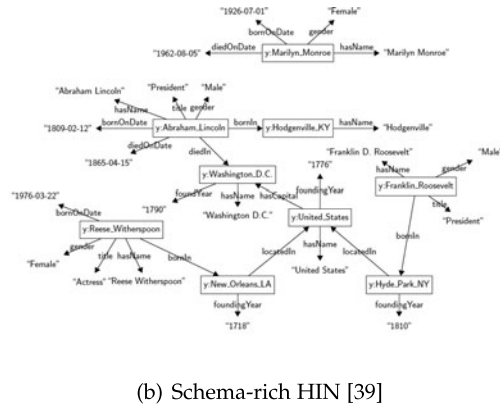 "1926-07-01"
"Female"
bornOnDate
gender
"1962-08-05"
diedOnDate
y:Marilyn_Monroe
hasName
"Marilyn Monroe"
"Abraham Lincoln"
"President"
"Male"
hasName
title
gender
"1809-02-12"
bornOnDate
y:Abraham_Lincoln
bornIn
y:Hodgenville_KY
hasName
"Hodgenville"
diedOnDate
"1865-04-15"
diedIn
"Franklin D. Roosevelt"
"Male"
hasName
gender
y:Washington_D.C.
"1776"
y:Franklin_Roosevelt
"1976-03-22"
foundYear
hasName
hasCapital
foundingYear
title
bornOnDate
"1790"
"Washington D.C."
y:United_States
"President"
y:Reese_Witherspoon
bornIn
gender
title
hasName
bornIn
locatedIn
hasName
locatedIn
"Female"
"Actress"
"Reese Witherspoon"
"United States"
y:New_Orleans_LA
y:Hyde_Park_NY
foundingYear
foundingYear
"1718"
"1810"
(b) Schema-rich HIN [39]